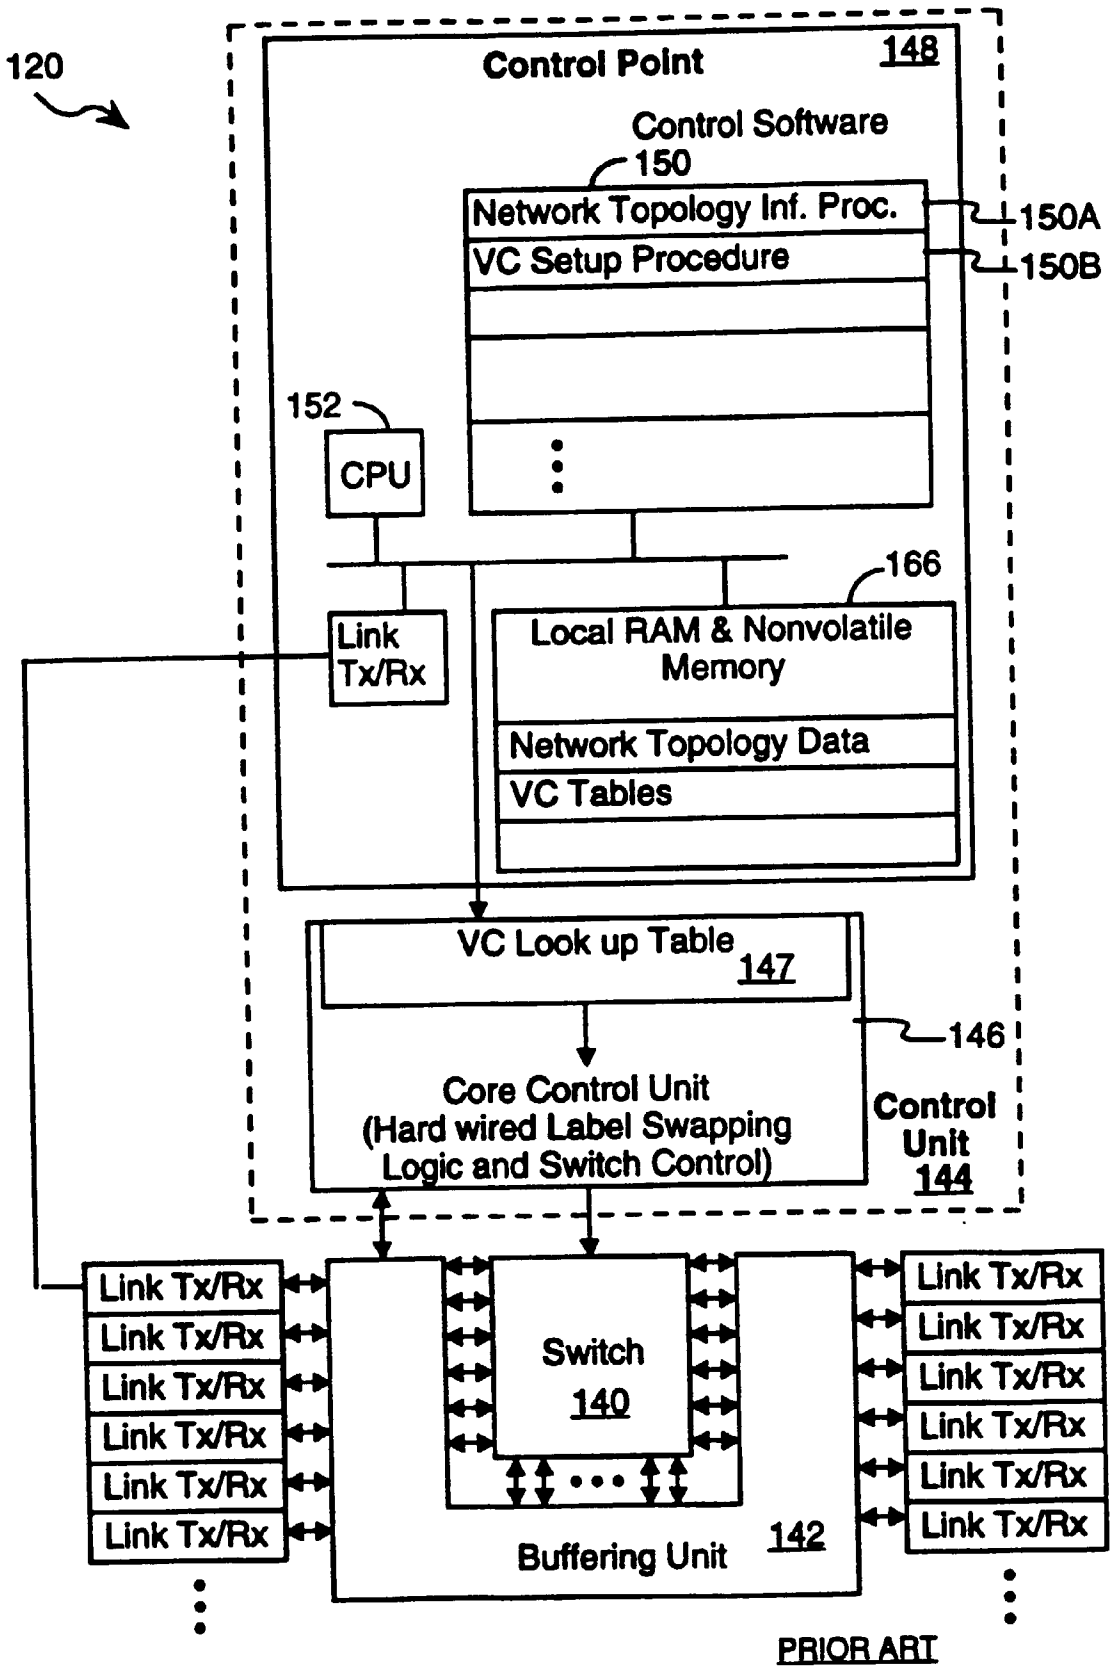 120
Control Point
148
Control Software
150
Network Topology Inf. Proc.
150A
VC Setup Procedure
150B
152
CPU
166
Link
Tx/Rx
Local RAM & Nonvolatile
Memory
Network Topology Data
VC Tables
VC Look up Table
147
146
Core Control Unit
(Hard wired Label Swapping
Logic and Switch Control)
Control
Unit
144
Link Tx/Rx
Link Tx/Rx
Link Tx/Rx
Link Tx/Rx
Link Tx/Rx
Link Tx/Rx
Switch
140
Buffering Unit
142
Link Tx/Rx
Link Tx/Rx
Link Tx/Rx
Link Tx/Rx
Link Tx/Rx
Link Tx/Rx
PRIOR ART